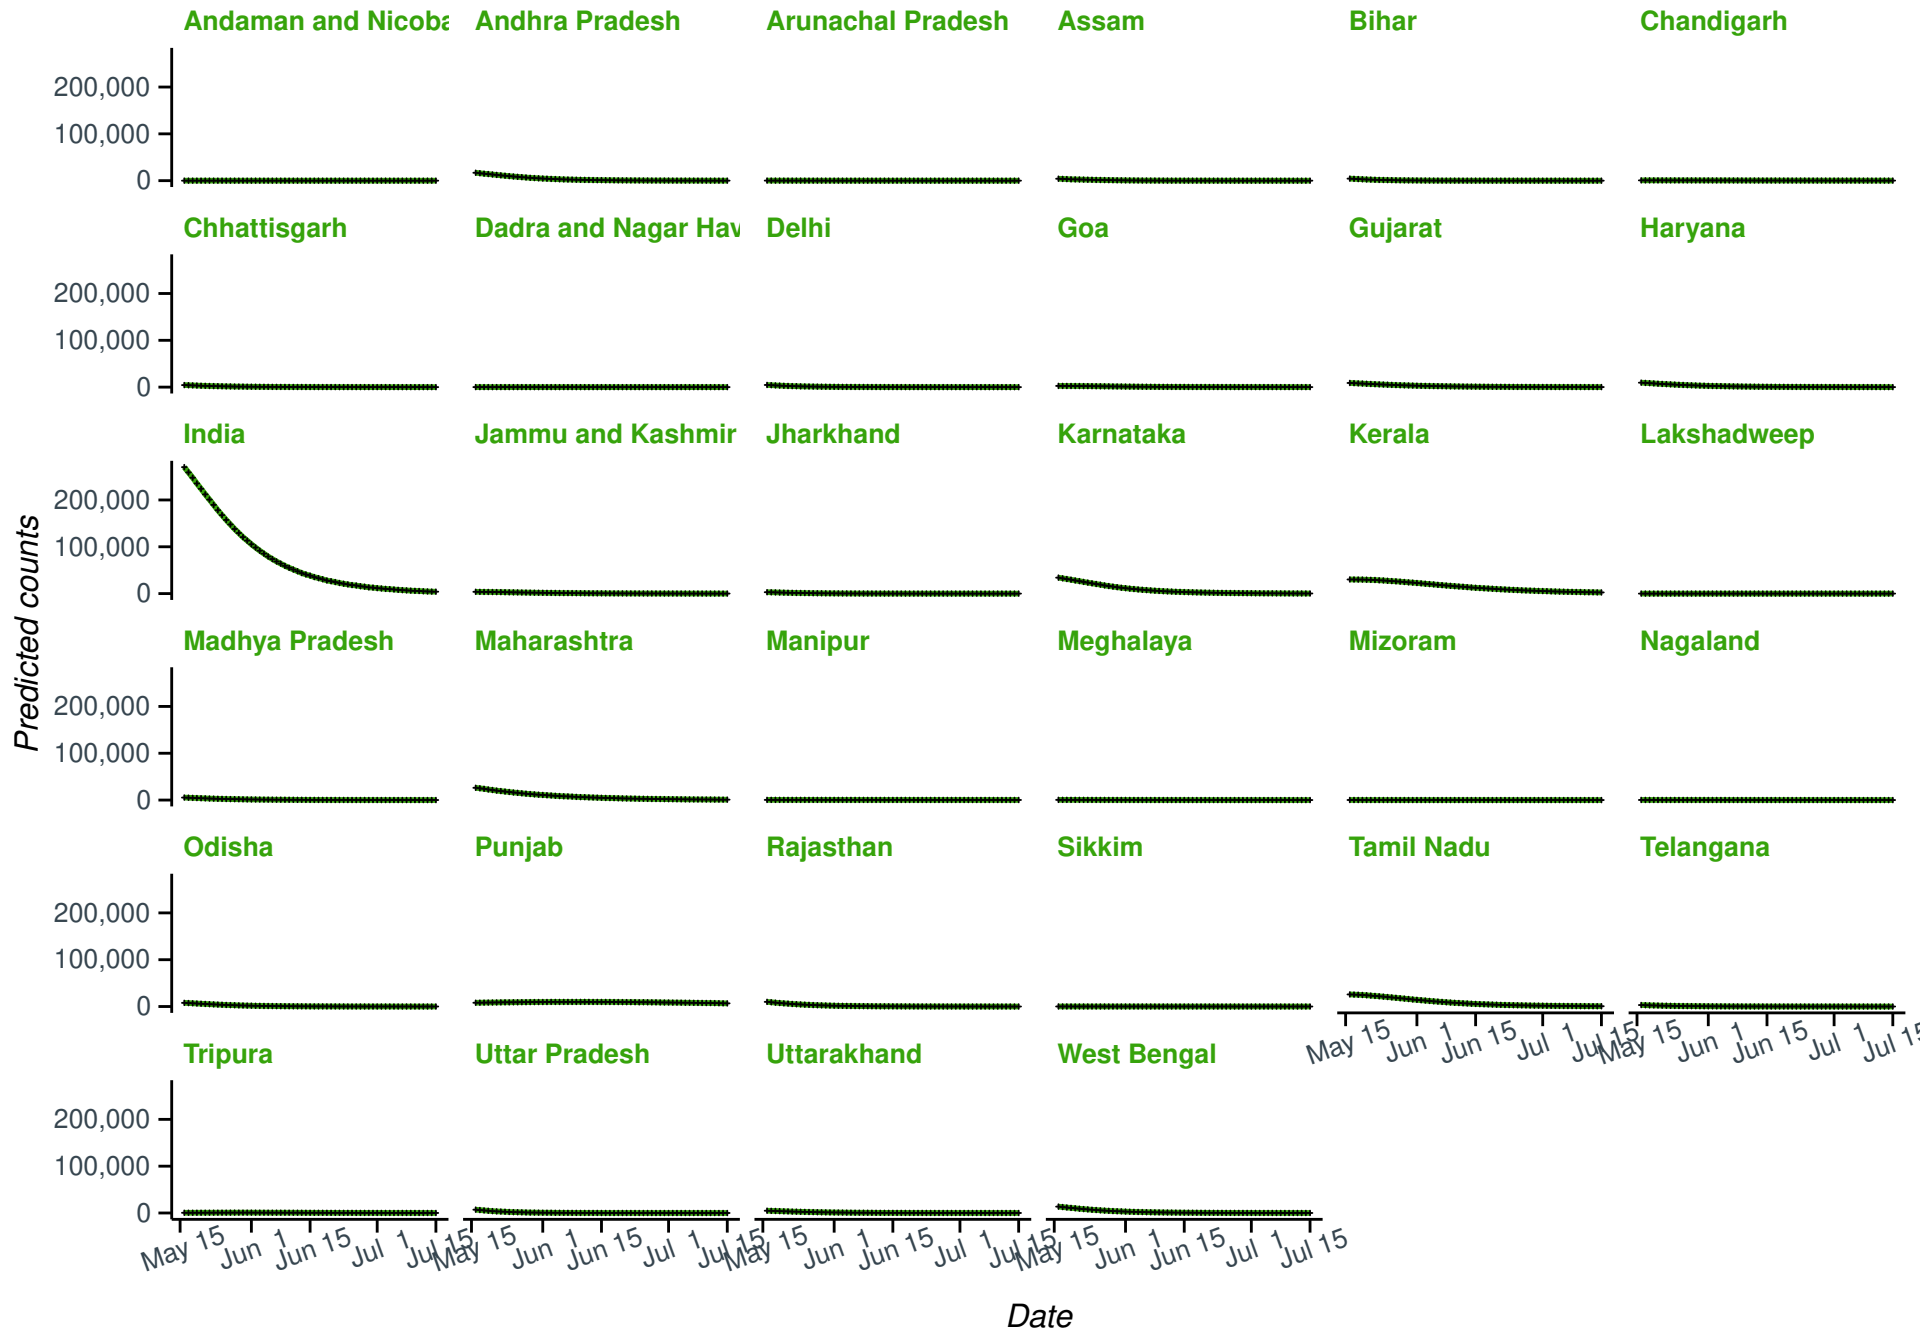 Andaman and Nicoba Andhra Pradesh Arunachal Pradesh Assam Bihar Chandigarh
200,000
100,000
0
Chhattisgarh Dadra and Nagar Hav Delhi Goa Gujarat Haryana
200,000
100,000
0
India Jammu and Kashmir Jharkhand Karnataka Kerala Lakshadweep
200,000
100,000
0
Predicted counts
Madhya Pradesh Maharashtra Manipur Meghalaya Mizoram Nagaland
200,000
100,000
0
Odisha Punjab Rajasthan Sikkim Tamil Nadu Telangana
200,000
100,000
0
May 15 Jun 1 Jun 15 Jul 1 Jul 15 May 15 Jun 1 Jun 15 Jul 1 Jul 15
Tripura Uttar Pradesh Uttarakhand West Bengal
200,000
100,000
0
May 15 Jun 1 Jun 15 Jul 1 Jul 15 May 15 Jun 1 Jun 15 Jul 1 Jul 15 May 15 Jun 1 Jun 15 Jul 1 Jul 15 May 15 Jun 1 Jun 15 Jul 1 Jul 15
Date